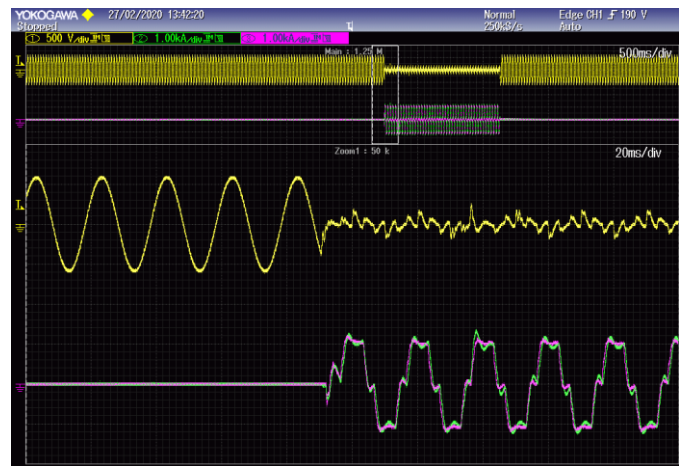 YOKOGAWA 27/02/2020 13:42:20 Normal Edge CH1 190 V
Stopped 250kS/s Auto
1 500 V/div 2 1.00kA/div 3 1.00kA/div
Main : 1.25 M 500ms/div
Zoom1 : 50 k 20ms/div